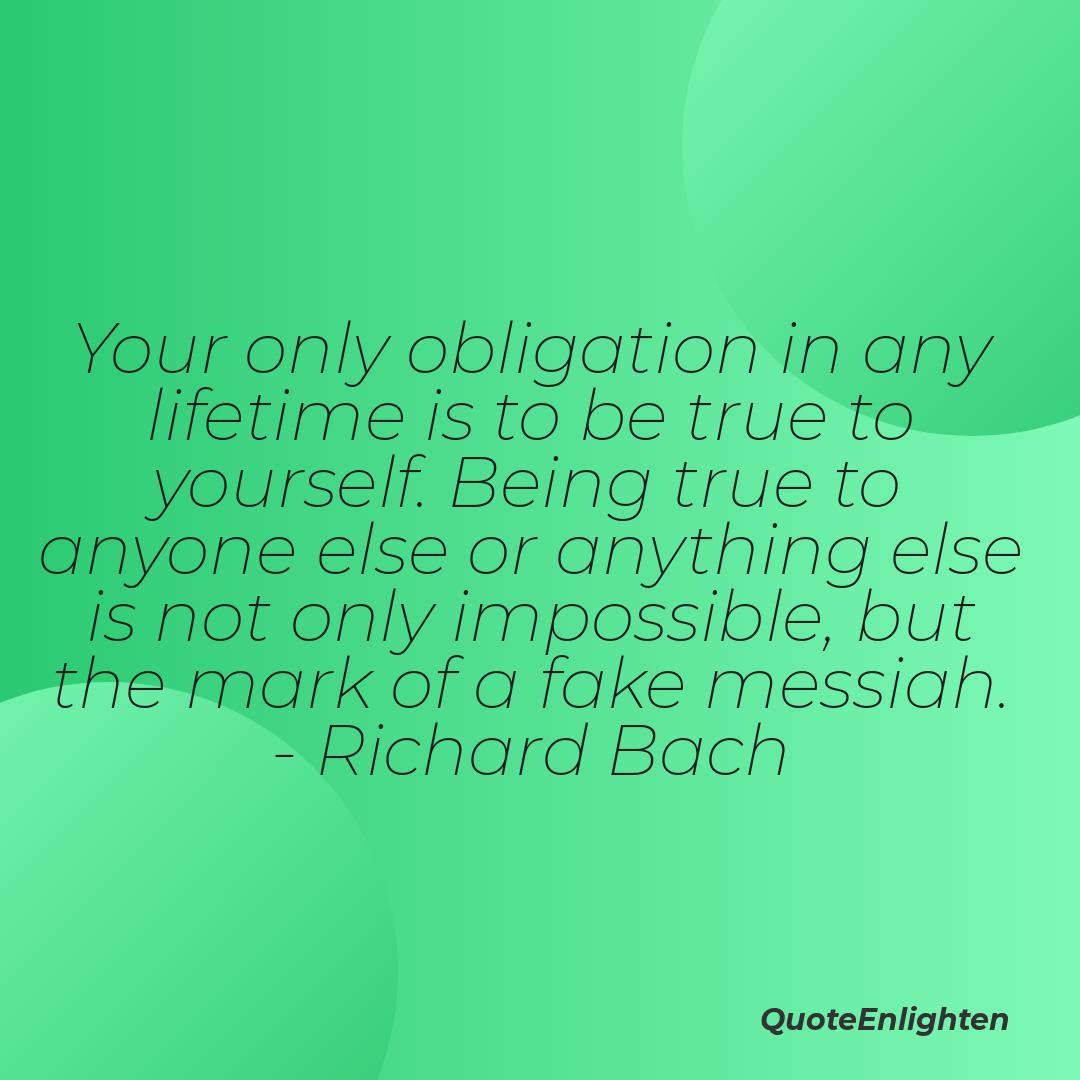 Your only obligation in any
lifetime is to be true to
yourself. Being true to
anyone else or anything else
is not only impossible, but
the mark of a fake messiah.
- Richard Bach
QuoteEnlighten